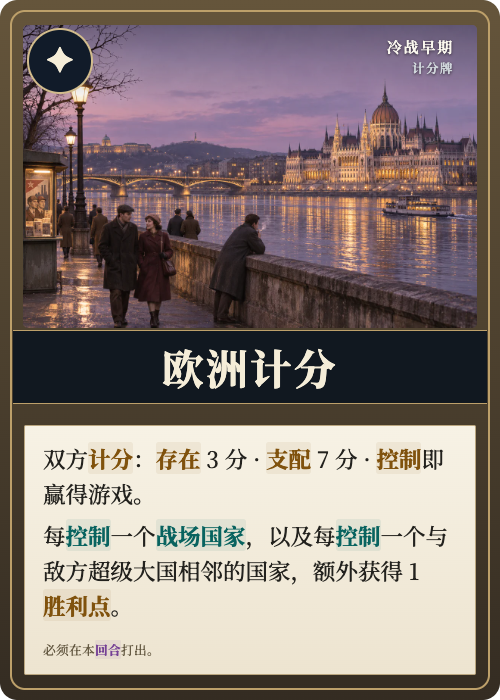 冷战早期
计分牌
欧洲计分
双方计分：存在 3 分 · 支配 7 分 · 控制即
赢得游戏。
每控制一个战场国家，以及每控制一个与
敌方超级大国相邻的国家，额外获得 1
胜利点。
必须在本回合打出。